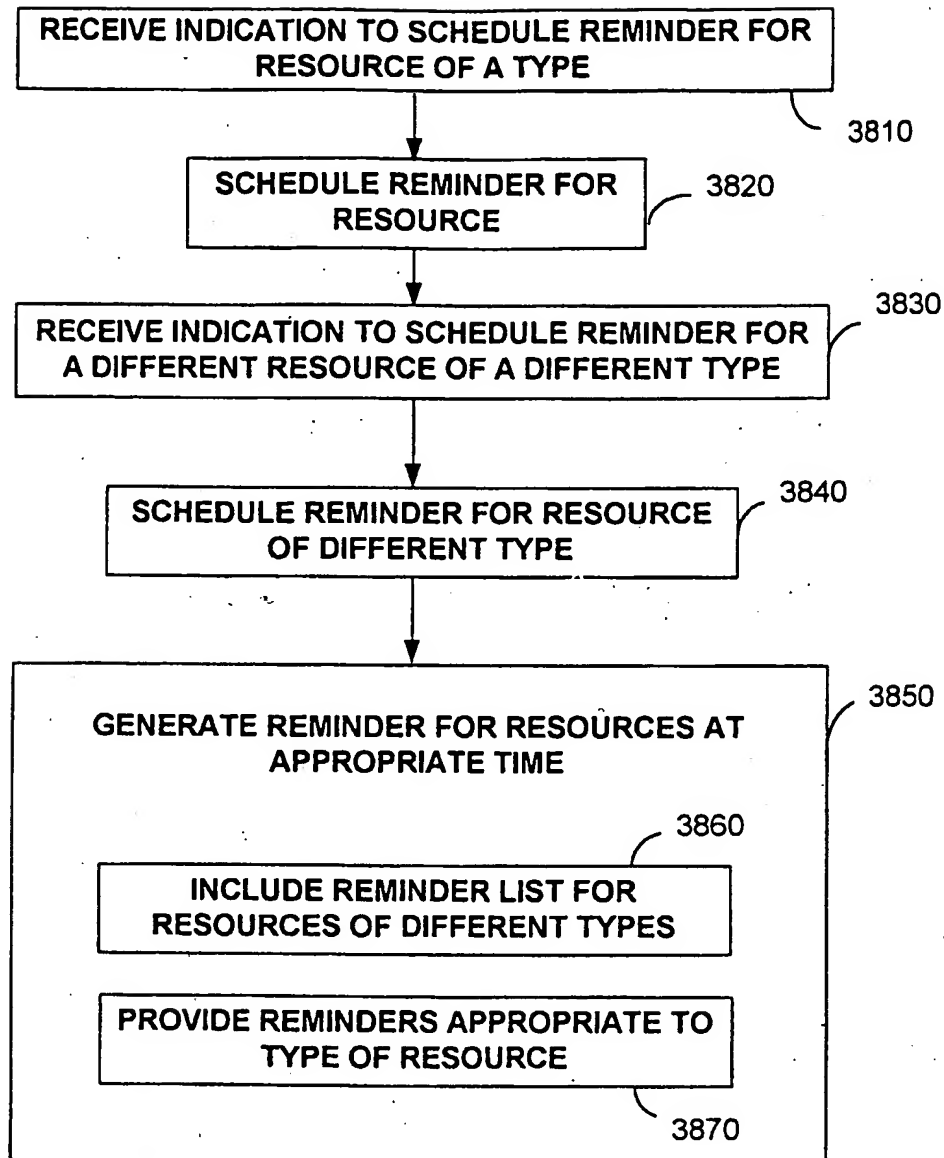 RECEIVE INDICATION TO SCHEDULE REMINDER FOR
RESOURCE OF A TYPE
3810
SCHEDULE REMINDER FOR
RESOURCE
3820
RECEIVE INDICATION TO SCHEDULE REMINDER FOR
A DIFFERENT RESOURCE OF A DIFFERENT TYPE
3830
SCHEDULE REMINDER FOR RESOURCE
OF DIFFERENT TYPE
3840
GENERATE REMINDER FOR RESOURCES AT
APPROPRIATE TIME
3850
INCLUDE REMINDER LIST FOR
RESOURCES OF DIFFERENT TYPES
3860
PROVIDE REMINDERS APPROPRIATE TO
TYPE OF RESOURCE
3870